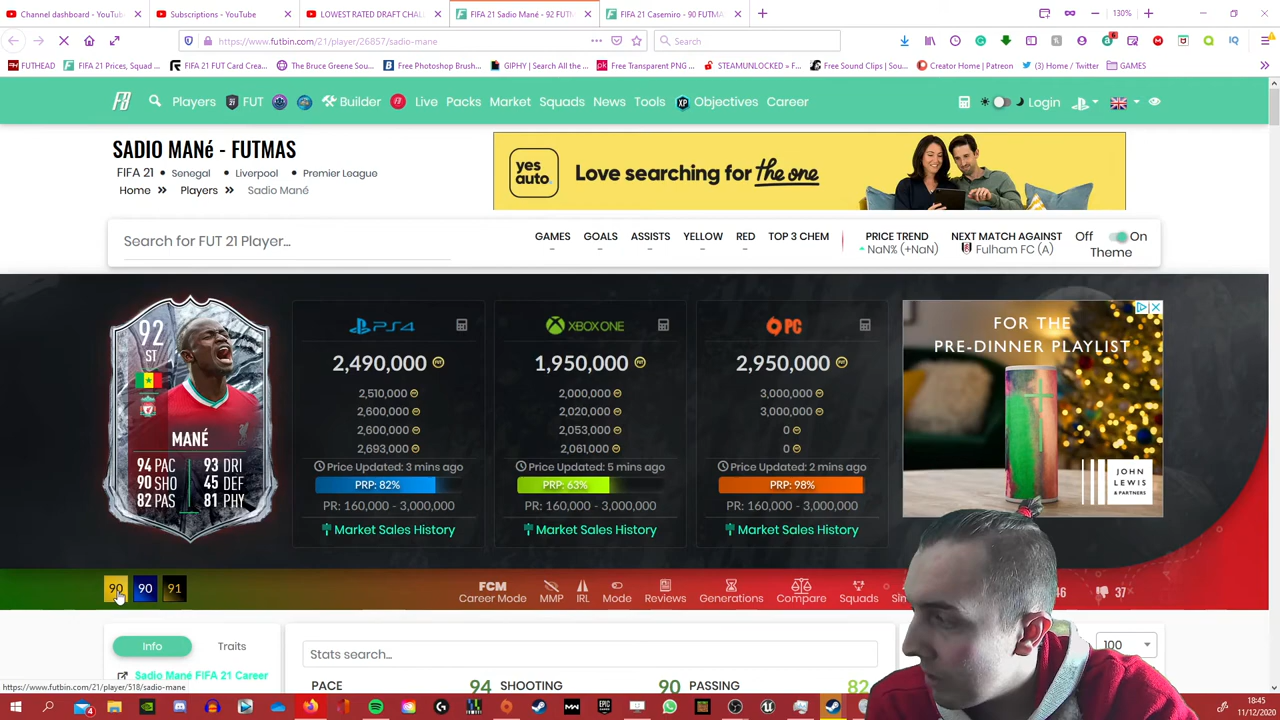 Channel dashboard - YouTub
Subscriptions - YouTube
LOWEST RATED DRAFT CHALL
FIFA 21 Sadio Mané - 92 FUTM
FIFA 21 Casemiro - 90 FUTMA
130%
https://www.futbin.com/21/player/26857/sadio-mane
Search
FUTHEAD
FIFA 21 Prices, Squad ...
FIFA 21 FUT Card Crea...
The Bruce Greene Sou...
Free Photoshop Brush...
GIPHY | Search All the ...
Free Transparent PNG ...
STEAMUNLOCKED » F...
Free Sound Clips | Sou...
Creator Home | Patreon
(3) Home / Twitter
GAMES
Players
FUT
Builder
Live
Packs
Market
Squads
News
Tools
Objectives
Career
Login
SADIO MANé - FUTMAS
FIFA 21 • Senegal • Liverpool • Premier League
Home » Players » Sadio Mané
yes auto.
Love searching for the one
Search for FUT 21 Player...
GAMES
-
GOALS
-
ASSISTS
-
YELLOW
-
RED
-
TOP 3 CHEM
-
PRICE TREND
NaN% (+NaN)
NEXT MATCH AGAINST
Fulham FC (A)
Off On
Theme
92
ST
MANÉ
94 PAC 93 DRI
90 SHO 45 DEF
82 PAS 81 PHY
PS4
2,490,000
2,510,000
2,600,000
2,600,000
2,693,000
Price Updated: 3 mins ago
PRP: 82%
PR: 160,000 - 3,000,000
Market Sales History
XBOX ONE
1,950,000
2,000,000
2,020,000
2,053,000
2,061,000
Price Updated: 5 mins ago
PRP: 63%
PR: 160,000 - 3,000,000
Market Sales History
PC
2,950,000
3,000,000
3,000,000
0
0
Price Updated: 2 mins ago
PRP: 98%
PR: 160,000 - 3,000,000
Market Sales History
FOR THE
PRE-DINNER PLAYLIST
JOHN LEWIS
& PARTNERS
90 90 91
FCM
Career Mode
MMP
IRL
Mode
Reviews
Generations
Compare
Squads
46
37
Info
Traits
Stats search...
100
Sadio Mané FIFA 21 Career
PACE 94 SHOOTING 90 PASSING 82
https://www.futbin.com/21/player/518/sadio-mane
18:45
11/12/2020